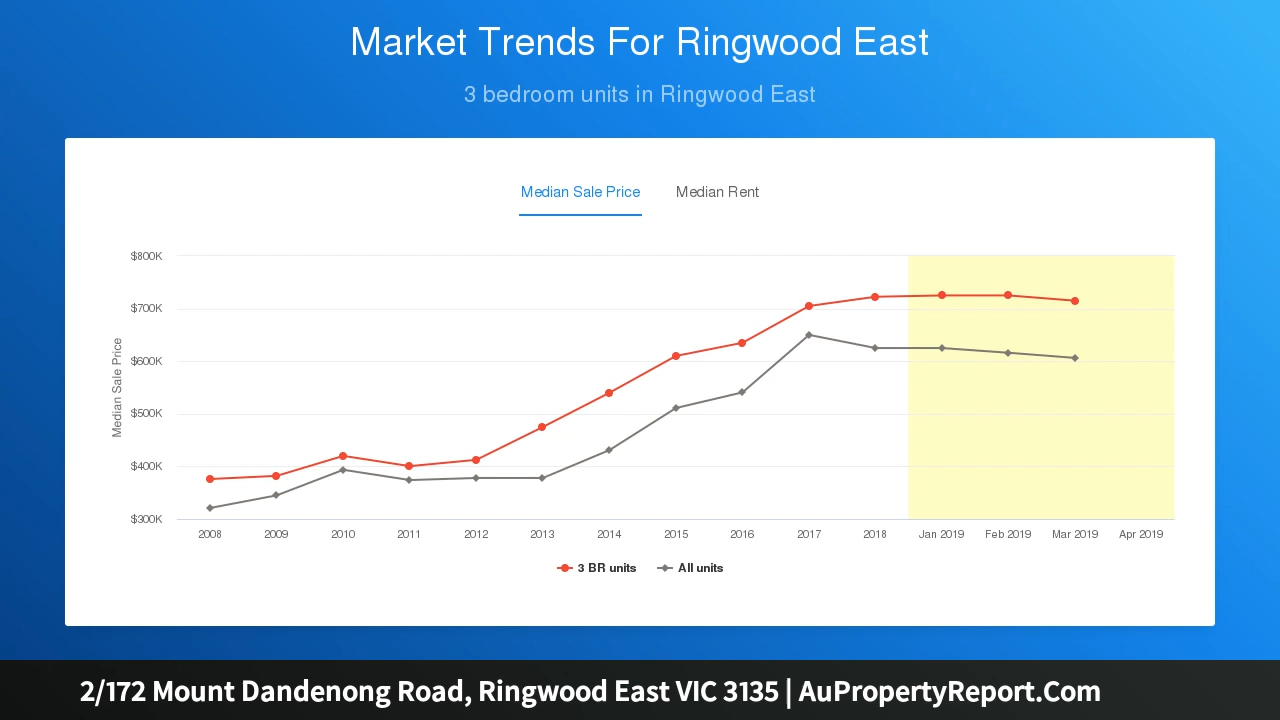 Market Trends For Ringwood East
3 bedroom units in Ringwood East
Median Sale Price Median Rent
$800K
$700K
$600K
$500K
$400K
$300K
Median Sale Price
2008 2009 2010 2011 2012 2013 2014 2015 2016 2017 2018 Jan 2019 Feb 2019 Mar 2019 Apr 2019
3 BR units All units
2/172 Mount Dandenong Road, Ringwood East VIC 3135 | AuPropertyReport.Com